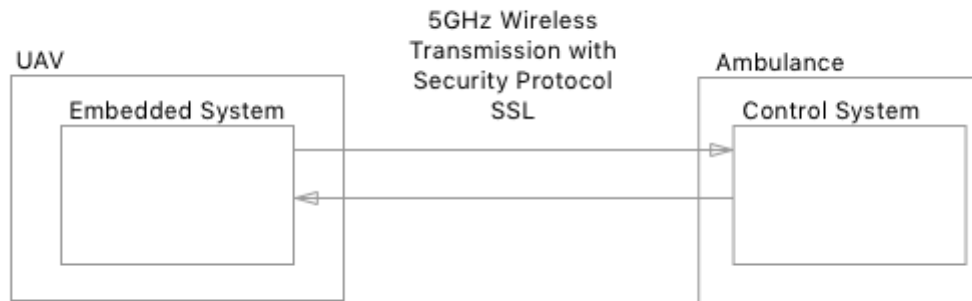 5GHz Wireless
Transmission with
Security Protocol
SSL
UAV
Ambulance
Embedded System
Control System